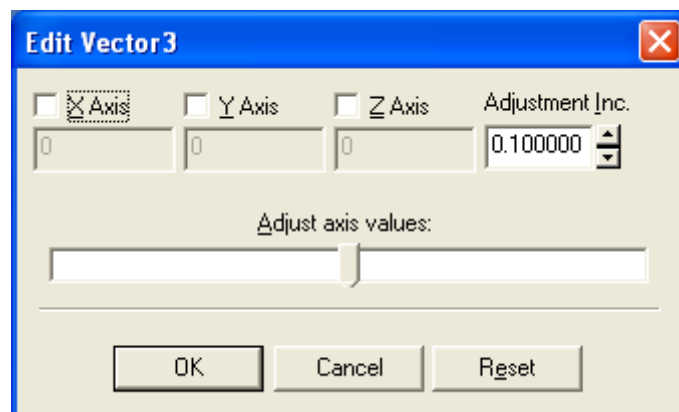 Edit Vector3
X Axis Y Axis Z Axis Adjustment Inc.
0 0 0 0.100000
Adjust axis values:
OK Cancel Reset